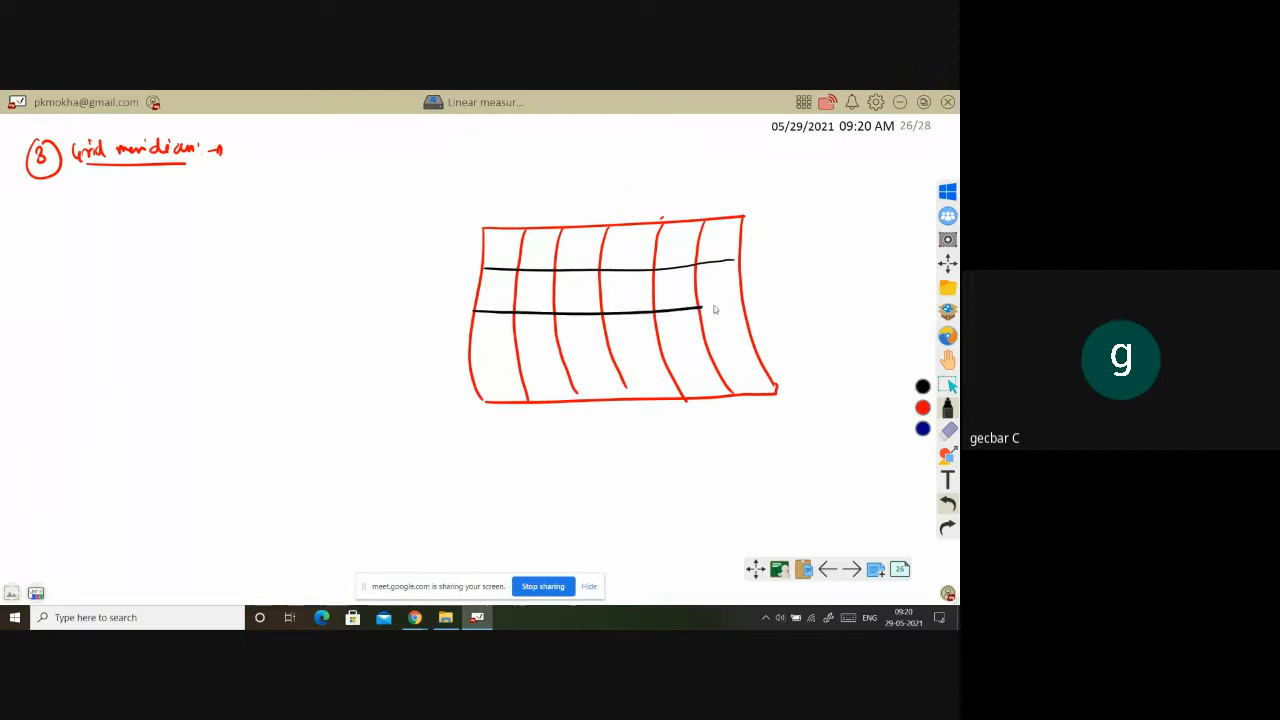 pkmokha@gmail.com
Linear measur...
05/29/2021 09:20 AM 26/28
8 Grid meridian: →
g
gecbar C
T
26
meet.google.com is sharing your screen.
Stop sharing
Hide
Type here to search
ENG
09:20
29-05-2021